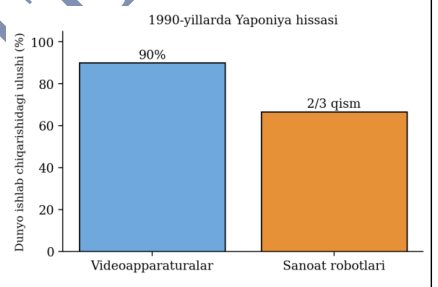 1990-yillarda Yaponiya hissasi
Dunyo ishlab chiqarishidagi ulushi (%)
100
80
60
40
20
0
90%
2/3 qism
Videoapparaturalar
Sanoat robotlari